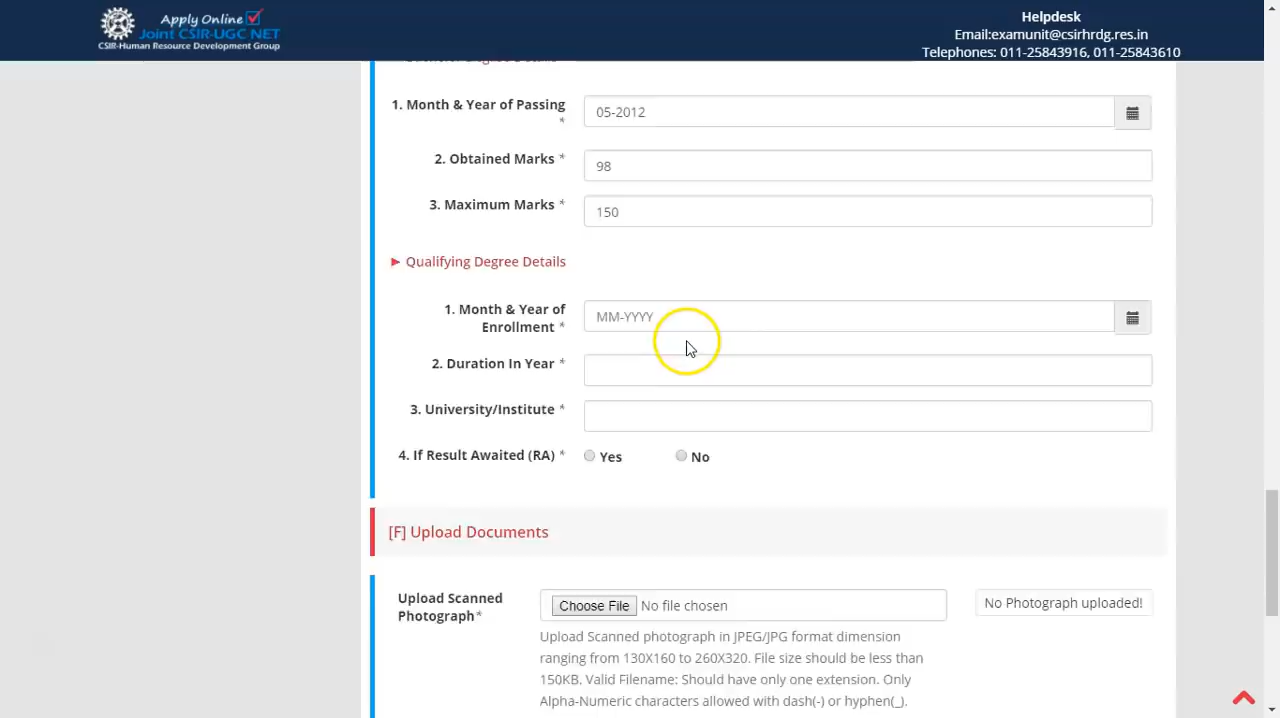 Apply Online
Joint CSIR-UGC NET
CSIR-Human Resource Development Group
Helpdesk
Email:examunit@csirhrdg.res.in
Telephones: 011-25843916, 011-25843610
Bachelor Degree Details
1. Month & Year of Passing
*
05-2012
2. Obtained Marks *
98
3. Maximum Marks *
150
► Qualifying Degree Details
1. Month & Year of
Enrollment *
MM-YYYY
2. Duration In Year *
3. University/Institute *
4. If Result Awaited (RA) *
Yes
No
[F] Upload Documents
Upload Scanned
Photograph*
Choose File No file chosen
No Photograph uploaded!
Upload Scanned photograph in JPEG/JPG format dimension
ranging from 130X160 to 260X320. File size should be less than
150KB, Valid Filename: Should have only one extension. Only
Alpha-Numeric characters allowed with dash(-) or hyphen(_).